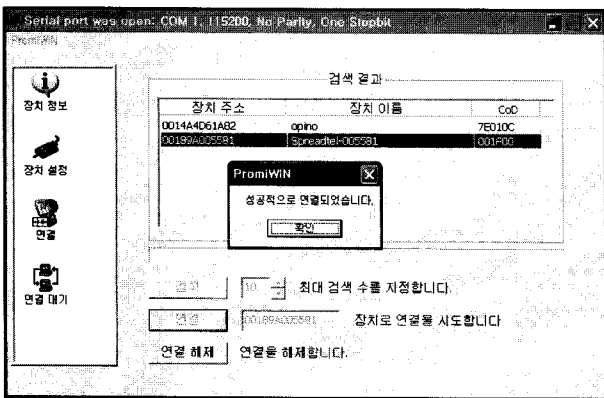 Serial port was open: COM 1, 115200, No Parity, One Stopbit
PromiWIN
장치 정보
장치 설정
연결
연결 대기
검색 결과
장치 주소 장치 이름 CoD
0014A4D61A82 opino 7E010C
00189A005581 Spreadtel-005581 001F00
PromiWIN
성공적으로 연결되었습니다.
확인
검색 10 최대 검색 수를 지정합니다.
연결 00189A005581 장치로 연결을 시도합니다
연결 해제 연결을 해제합니다.